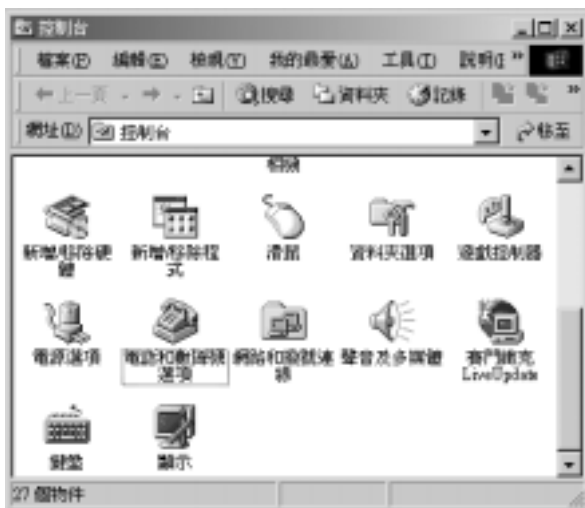 控制台
檔案(F) 編輯(E) 檢視(V) 我的最愛(A) 工具(T) 說明( »
上一頁 搜尋 資料夾 記錄 »
網址(D) 控制台 移至
新增/移除硬體
新增/移除程式
滑鼠
資料夾選項
遊戲控制器
電源選項
電話和數據機選項
網路和撥號連線
聲音及多媒體
賽門鐵克 LiveUpdate
鍵盤
顯示
27 個物件